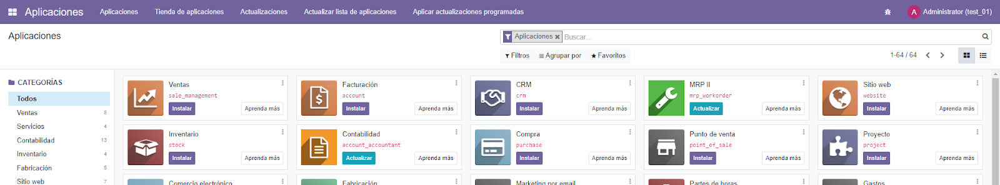 Aplicaciones Aplicaciones Tienda de aplicaciones Actualizaciones Actualizar lista de aplicaciones Aplicar actualizaciones programadas A Administrator (test_01)
Aplicaciones Aplicaciones Buscar...
Filtros Agrupar por Favoritos 1-64 / 64
CATEGORÍAS
Todos
Ventas 8
Servicios 4
Contabilidad 13
Inventario 4
Fabricación 5
Sitio web 7
Ventas
sale_management
Instalar Aprenda más
Facturación
account
Instalar Aprenda más
CRM
crm
Instalar Aprenda más
MRP II
mrp_workorder
Actualizar Aprenda más
Sitio web
website
Instalar Aprenda más
Inventario
stock
Instalar Aprenda más
Contabilidad
account_accountant
Actualizar Aprenda más
Compra
purchase
Instalar Aprenda más
Punto de venta
point_of_sale
Instalar Aprenda más
Proyecto
project
Instalar Aprenda más
Comercio electrónico
Fabricación
Marketing por email
Partes de horas
Gastos